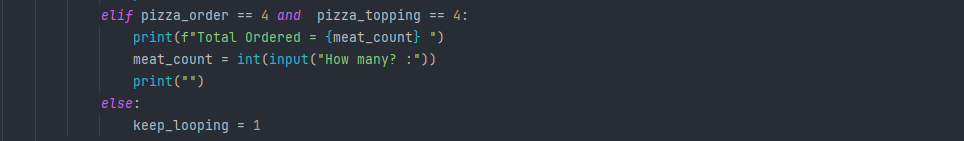 elif pizza_order == 4 and  pizza_topping == 4:
print(f"Total Ordered = {meat_count} ")
meat_count = int(input("How many? :"))
print("")
else:
keep_looping = 1